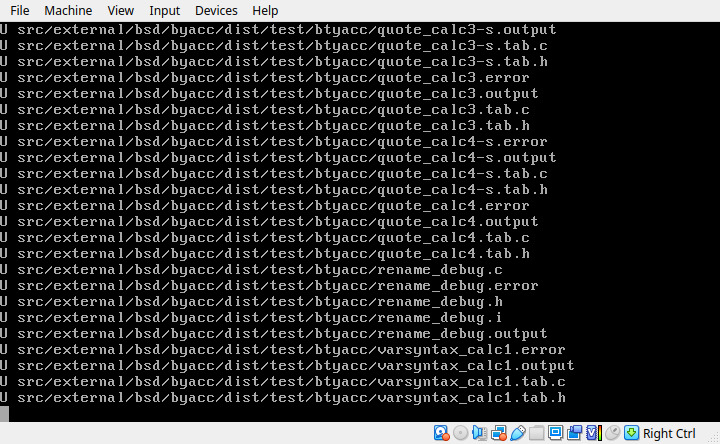 File Machine View Input Devices Help
U src/external/bsd/byacc/dist/test/btyacc/quote_calc3-s.output
U src/external/bsd/byacc/dist/test/btyacc/quote_calc3-s.tab.c
U src/external/bsd/byacc/dist/test/btyacc/quote_calc3-s.tab.h
U src/external/bsd/byacc/dist/test/btyacc/quote_calc3.error
U src/external/bsd/byacc/dist/test/btyacc/quote_calc3.output
U src/external/bsd/byacc/dist/test/btyacc/quote_calc3.tab.c
U src/external/bsd/byacc/dist/test/btyacc/quote_calc3.tab.h
U src/external/bsd/byacc/dist/test/btyacc/quote_calc4-s.error
U src/external/bsd/byacc/dist/test/btyacc/quote_calc4-s.output
U src/external/bsd/byacc/dist/test/btyacc/quote_calc4-s.tab.c
U src/external/bsd/byacc/dist/test/btyacc/quote_calc4-s.tab.h
U src/external/bsd/byacc/dist/test/btyacc/quote_calc4.error
U src/external/bsd/byacc/dist/test/btyacc/quote_calc4.output
U src/external/bsd/byacc/dist/test/btyacc/quote_calc4.tab.c
U src/external/bsd/byacc/dist/test/btyacc/quote_calc4.tab.h
U src/external/bsd/byacc/dist/test/btyacc/rename_debug.c
U src/external/bsd/byacc/dist/test/btyacc/rename_debug.error
U src/external/bsd/byacc/dist/test/btyacc/rename_debug.h
U src/external/bsd/byacc/dist/test/btyacc/rename_debug.i
U src/external/bsd/byacc/dist/test/btyacc/rename_debug.output
U src/external/bsd/byacc/dist/test/btyacc/varsyntax_calc1.error
U src/external/bsd/byacc/dist/test/btyacc/varsyntax_calc1.output
U src/external/bsd/byacc/dist/test/btyacc/varsyntax_calc1.tab.c
U src/external/bsd/byacc/dist/test/btyacc/varsyntax_calc1.tab.h
Right Ctrl